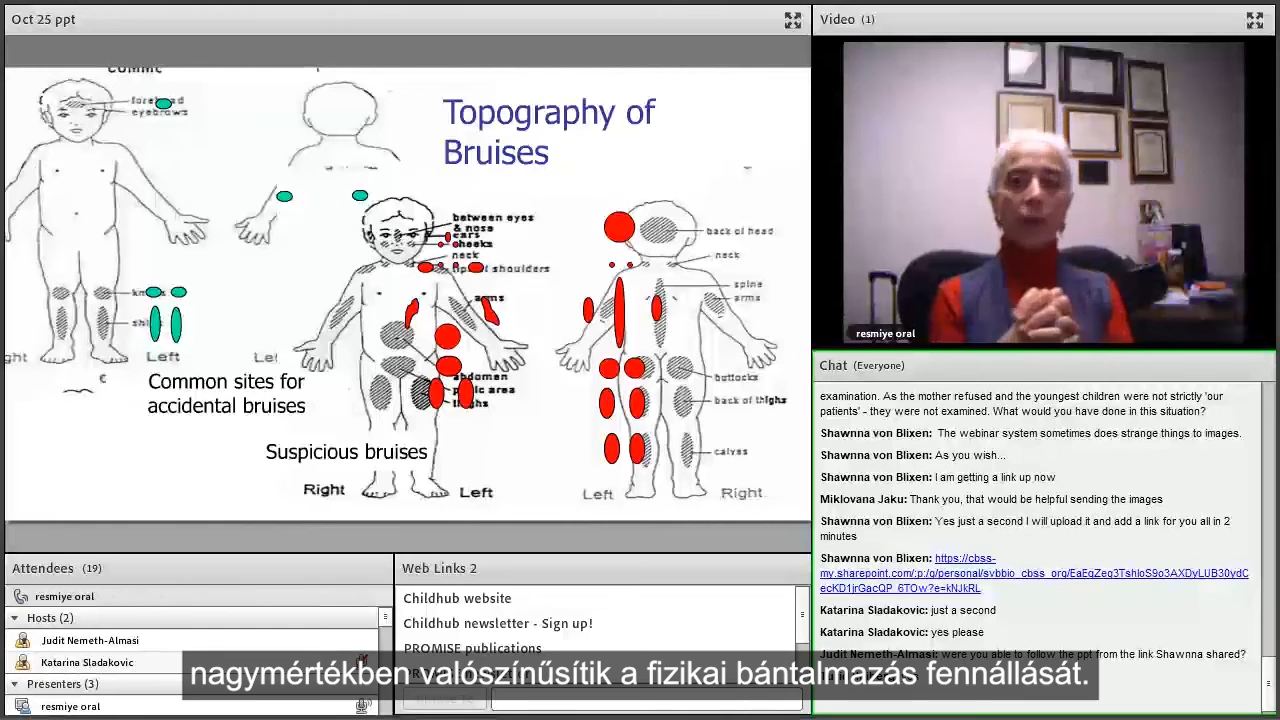 Oct 25 ppt
Video (1)
forehead
eyebrows
Topography of
Bruises
between eyes
& nose
ears
cheeks
neck
shoulders
arms
back of head
neck
spine
arms
Left
Common sites for
accidental bruises
abdomen
thighs
buttocks
back of thighs
calves
Suspicious bruises
Right
Left
Left
Right
resmiye oral
Chat (Everyone)
examination. As the mother refused and the youngest children were not strictly 'our
patients' - they were not examined. What would you have done in this situation?
Shawnna von Blixen: The webinar system sometimes does strange things to images.
Shawnna von Blixen: As you wish...
Shawnna von Blixen: I am getting a link up now
Miklovana Jaku: Thank you, that would be helpful sending the images
Shawnna von Blixen: Yes just a second I will upload it and add a link for you all in 2
minutes
Shawnna von Blixen: https://cbss-
Katarina Sladakovic: just a second
Katarina Sladakovic: yes please
Judit Nemeth-Almasi: were you able to follow the ppt from the link Shawnna shared?
Attendees (19)
resmiye oral
Hosts (2)
Judit Nemeth-Almasi
Katarina Sladakovic
Presenters (3)
resmiye oral
Web Links 2
Childhub website
Childhub newsletter - Sign up!
PROMISE publications
nagymértékben valószínűsítik a fizikai bántalmazás fennállását.